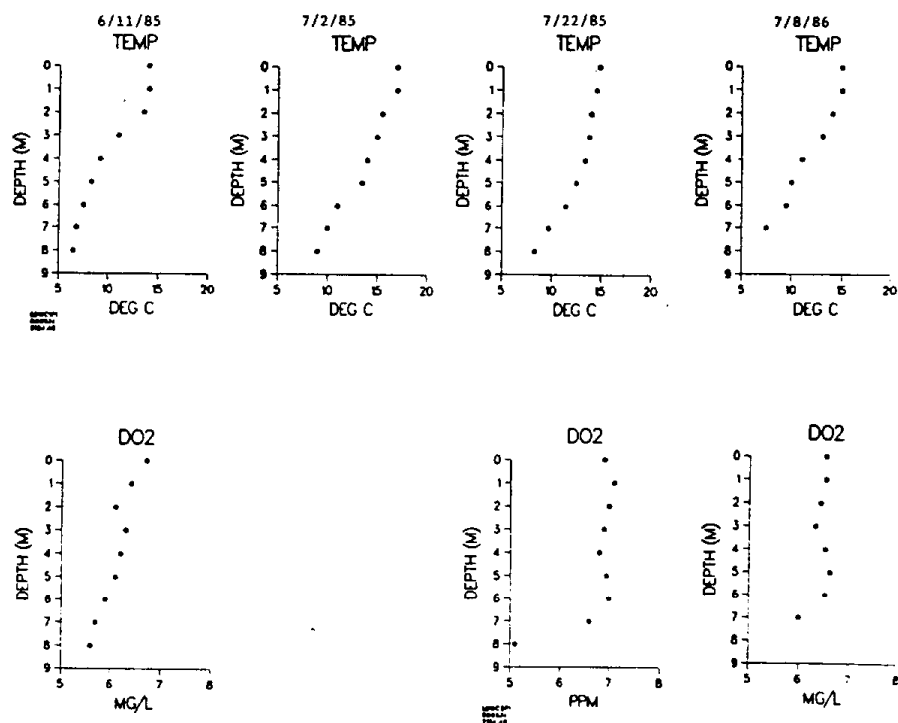 6/11/85 7/2/85 7/22/85 7/8/86
TEMP TEMP TEMP TEMP
0 0 0 0
1 1 1 1
2 2 2 2
3 3 3 3
4 4 4 4
5 5 5 5
6 6 6 6
7 7 7 7
8 8 8 8
9 9 9 9
DEPTH (M) DEPTH (M) DEPTH (M) DEPTH (M)
5 10 15 20 5 10 15 20 5 10 15 20 5 10 15 20
DEG C DEG C DEG C DEG C
DO2 DO2 DO2
0 0 0
1 1 1
2 2 2
3 3 3
4 4 4
5 5 5
6 6 6
7 7 7
8 8 8
9 9 9
DEPTH (M) DEPTH (M) DEPTH (M)
5 6 7 8 5 6 7 8 5 6 7 8
MG/L PPM MG/L